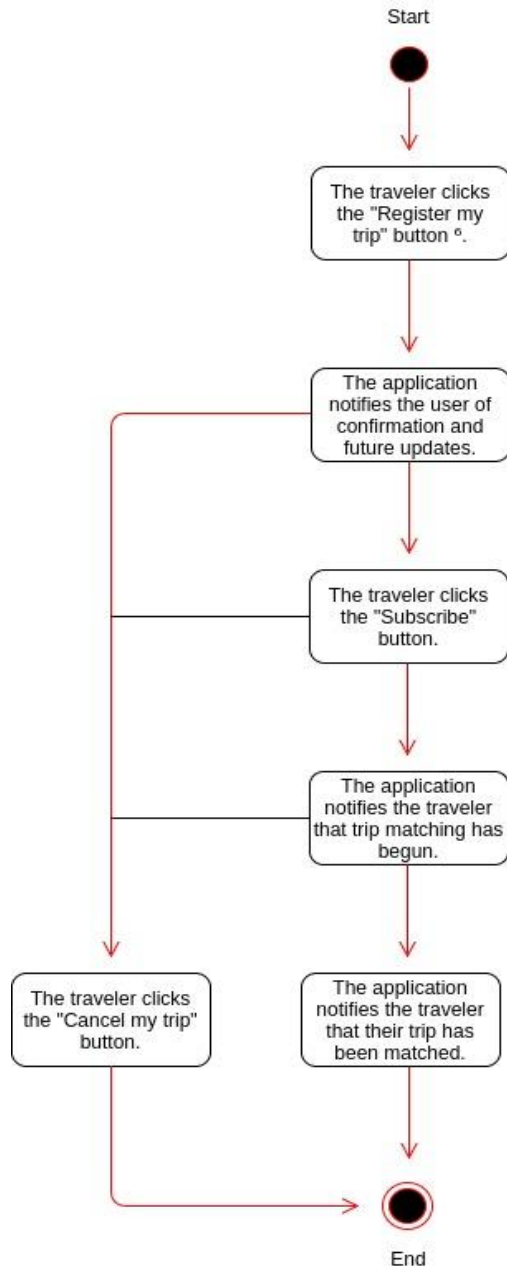 Start
The traveler clicks
the "Register my
trip" button º.
The application
notifies the user of
confirmation and
future updates.
The traveler clicks
the "Subscribe"
button.
The application
notifies the traveler
that trip matching has
begun.
The traveler clicks
the "Cancel my trip"
button.
The application
notifies the traveler
that their trip has
been matched.
End